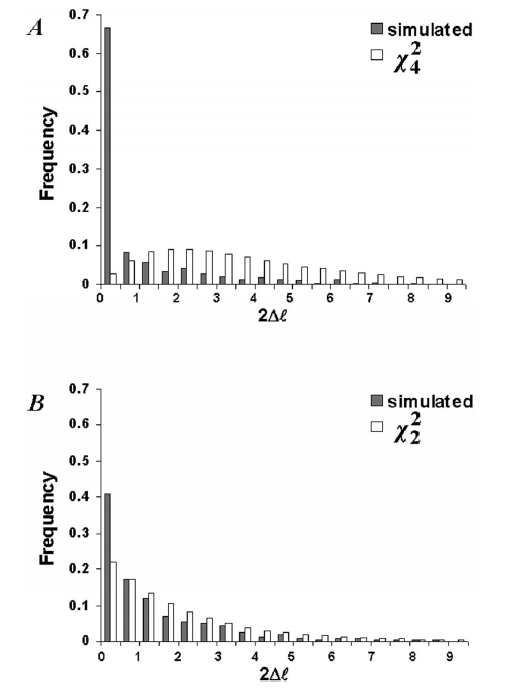 A
0.7
0.6
0.5
0.4
0.3
0.2
0.1
0
Frequency
simulated
χ²₄
0 1 2 3 4 5 6 7 8 9
2Δℓ
B
0.7
0.6
0.5
0.4
0.3
0.2
0.1
0
Frequency
simulated
χ²₂
0 1 2 3 4 5 6 7 8 9
2Δℓ